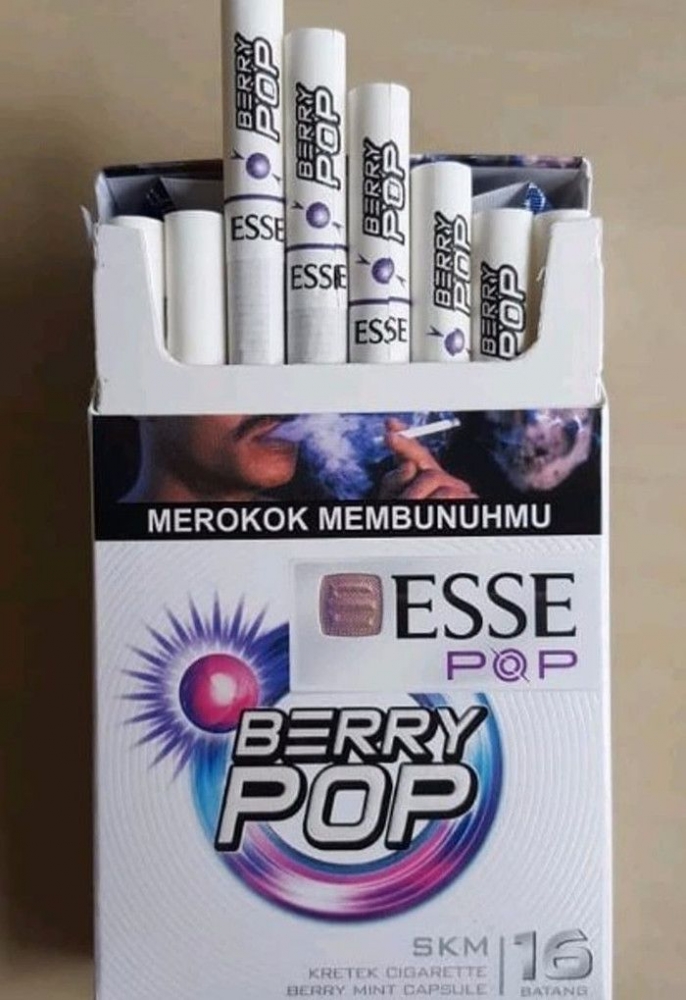 BERRY POP
ESSE
BERRY POP
ESSE
BERRY POP
ESSE
BERRY POP
BERRY POP
MEROKOK MEMBUNUHMU
ESSE
POP
BERRY
POP
SKM
KRETEK CIGARETTE
BERRY MINT CAPSULE
16
BATANG